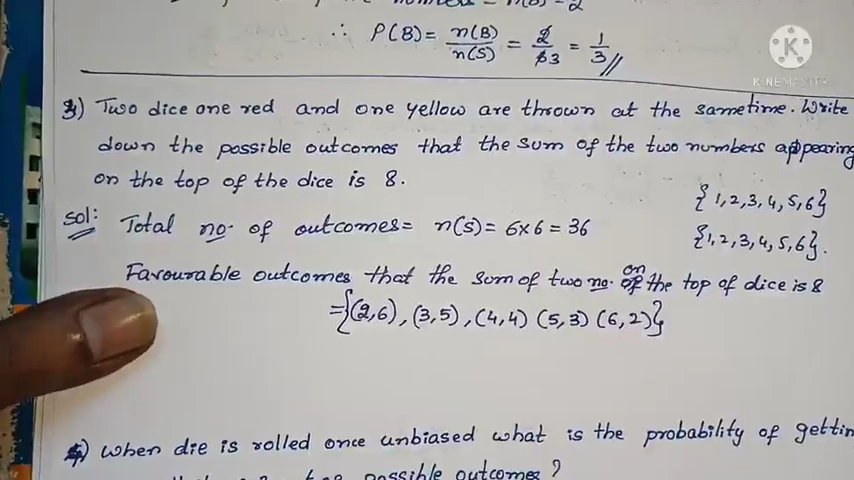 ∴ P(B) = n(B)/n(S) = 2/6 3 = 1/3 //
K
KINEMASTER
3) Two dice one red and one yellow are thrown at the sametime. Write
down the possible outcomes that the sum of the two numbers appearing
on the top of the dice is 8.
Sol: Total no. of outcomes = n(S) = 6x6 = 36
{1,2,3,4,5,6}
{1,2,3,4,5,6}.
Favourable outcomes that the sum of two no. on the top of dice is 8
= {(2,6), (3,5), (4,4) (5,3) (6,2)}
4) when die is rolled once unbiased what is the probability of gettin
possible outcomes?